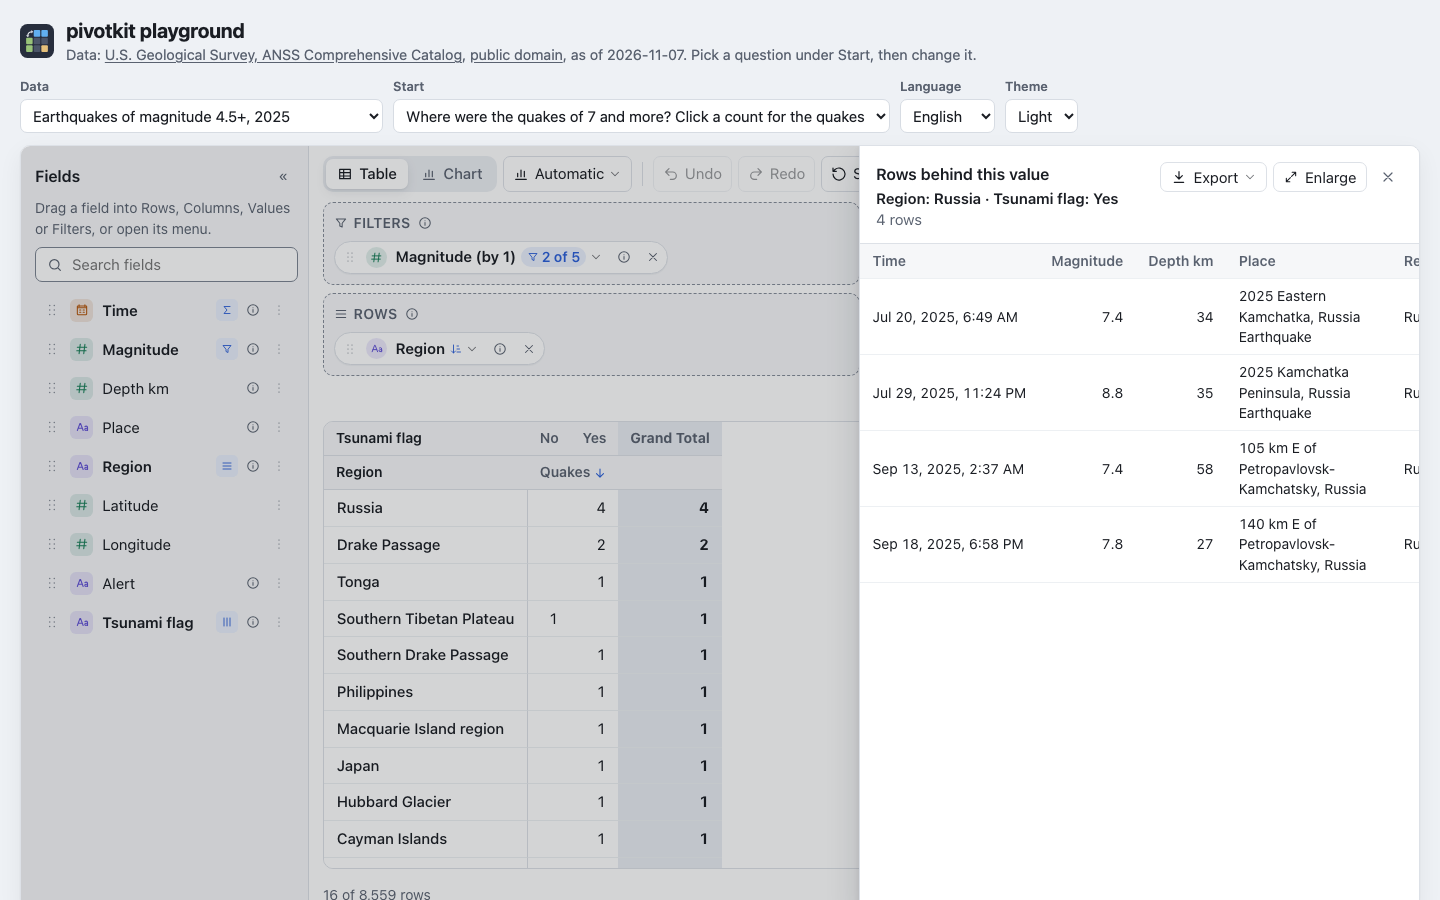 pivotkit playground
Data: U.S. Geological Survey, ANSS Comprehensive Catalog, public domain, as of 2026-11-07. Pick a question under Start, then change it.
Data
Start
Language
Theme
Earthquakes of magnitude 4.5+, 2025
Where were the quakes of 7 and more? Click a count for the quakes
English
Light
Fields
«
Drag a field into Rows, Columns, Values
or Filters, or open its menu.
Search fields
Time
Magnitude
Depth km
Aa Place
Aa Region
Latitude
Longitude
Aa Alert
Aa Tsunami flag
Table
Chart
Automatic
Undo
Redo
S
FILTERS
# Magnitude (by 1) 2 of 5
ROWS
Aa Region
Tsunami flag No Yes Grand Total
Region Quakes ↓
Russia 4 4
Drake Passage 2 2
Tonga 1 1
Southern Tibetan Plateau 1 1
Southern Drake Passage 1 1
Philippines 1 1
Macquarie Island region 1 1
Japan 1 1
Hubbard Glacier 1 1
Cayman Islands 1 1
16 of 8,559 rows
Rows behind this value
Region: Russia · Tsunami flag: Yes
4 rows
Export
Enlarge
Time Magnitude Depth km Place Re
Jul 20, 2025, 6:49 AM 7.4 34 2025 Eastern Kamchatka, Russia Earthquake Ru
Jul 29, 2025, 11:24 PM 8.8 35 2025 Kamchatka Peninsula, Russia Earthquake Ru
Sep 13, 2025, 2:37 AM 7.4 58 105 km E of Petropavlovsk-Kamchatsky, Russia Ru
Sep 18, 2025, 6:58 PM 7.8 27 140 km E of Petropavlovsk-Kamchatsky, Russia Ru